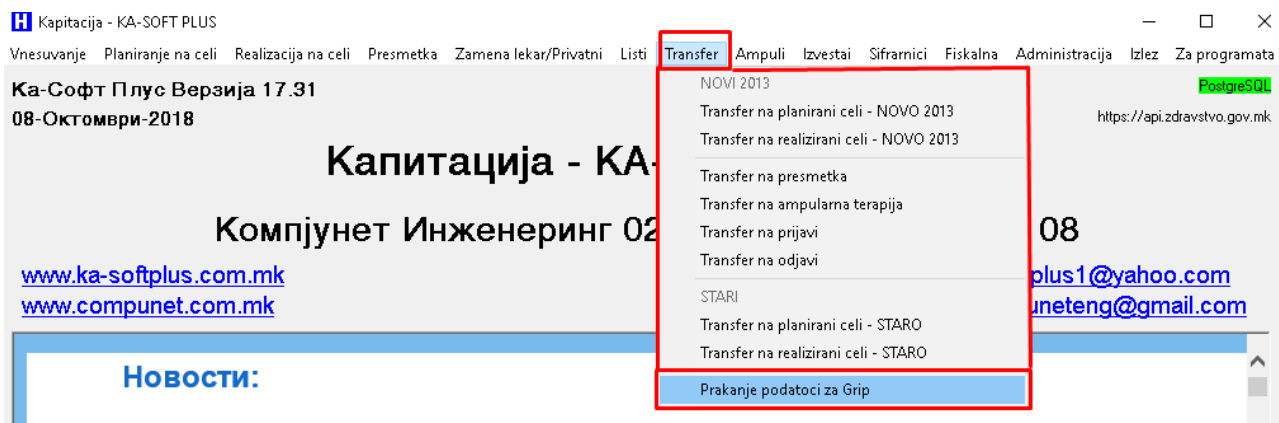 Kapitacija - KA-SOFT PLUS
Vnesuvanje Planiranje na celi Realizacija na celi Presmetka Zamena lekar/Privatni Listi Transfer Ampuli Izvestai Sifrarnici Fiskalna Administracija Izlez Za programata
Ка-Софт Плус Верзија 17.31
PostgreSQL
08-Октомври-2018
https://api.zdravstvo.gov.mk
Капитација - КА-
Компјунет Инженеринг 02
08
www.ka-softplus.com.mk
plus1@yahoo.com
www.compunet.com.mk
uneteng@gmail.com
Новости:
NOVI 2013
Transfer na planirani celi - NOVO 2013
Transfer na realizirani celi - NOVO 2013
Transfer na presmetka
Transfer na ampularna terapija
Transfer na prijavi
Transfer na odjavi
STARI
Transfer na planirani celi - STARO
Transfer na realizirani celi - STARO
Prakanje podatoci za Grip